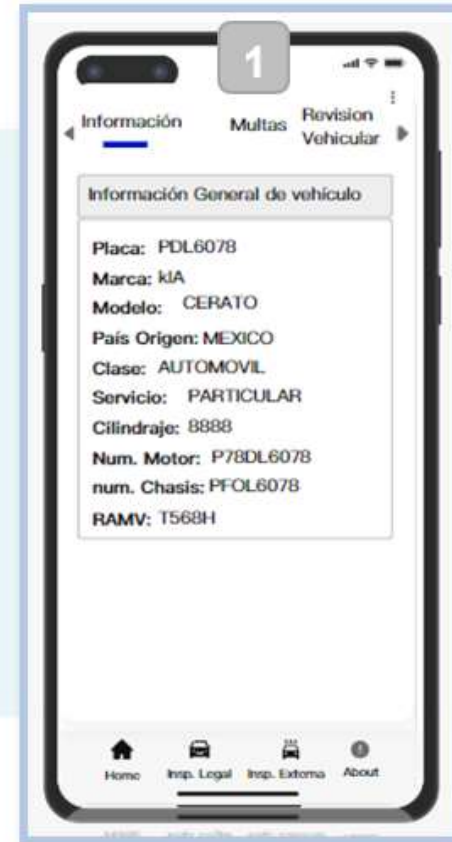 1
Información
Multas
Revision
Vehicular
Información General de vehículo
Placa: PDL6078
Marca: kIA
Modelo: CERATO
País Origen: MEXICO
Clase: AUTOMOVIL
Servicio: PARTICULAR
Cilindraje: 8888
Num. Motor: P78DL6078
num. Chasis: PFOL6078
RAMV: T568H
Home
Insp. Legal
Insp. Externa
About